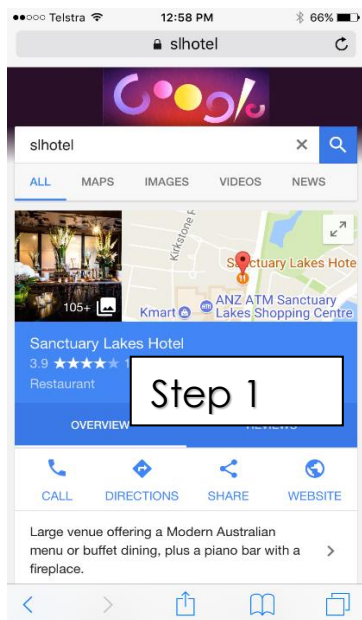 Telstra 12:58 PM 66%
slhotel
Google
slhotel
ALL MAPS IMAGES VIDEOS NEWS
Kirkstone
Kmart
Sanctuary Lakes Hote
ANZ ATM Sanctuary
Lakes Shopping Centre
105+
Sanctuary Lakes Hotel
3.9
Restaurant
Step 1
OVERVIEW
CALL DIRECTIONS SHARE WEBSITE
Large venue offering a Modern Australian
menu or buffet dining, plus a piano bar with a
fireplace.